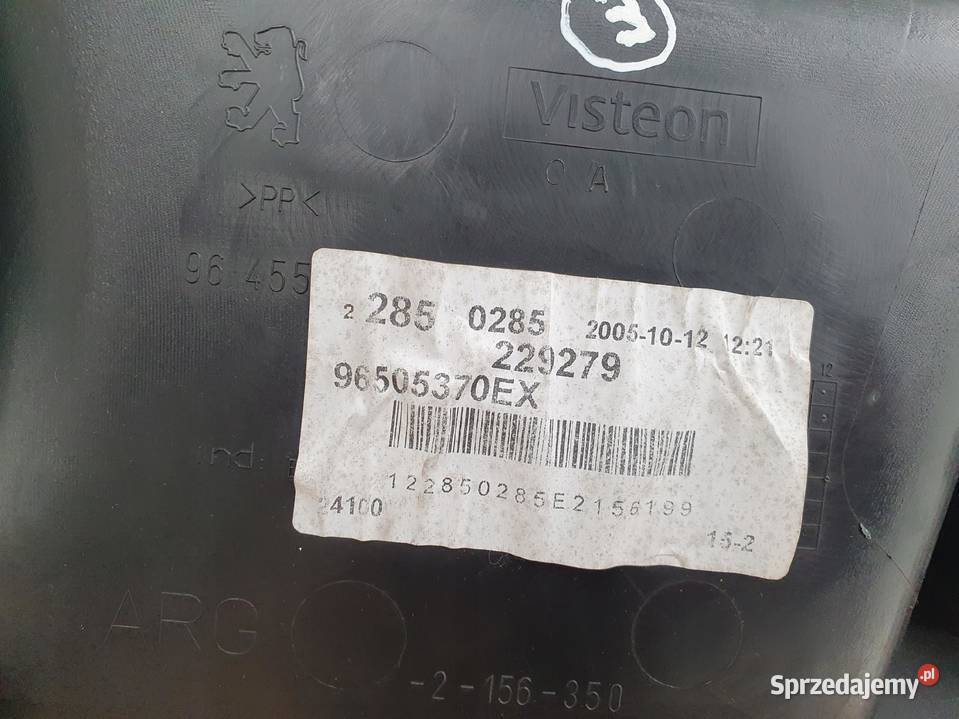 Visteon
C A
>PP<
96 455
2 285 0285 2005-10-12 12:21
229279
96505370EX
122850285E2156199
24100
15-2
12
ARG
-2-156-350
Sprzedajemy.pl